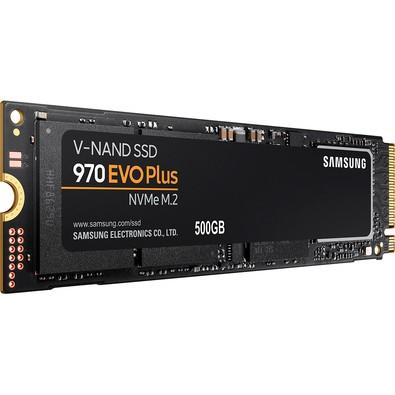 V-NAND SSD
970 EVO Plus
NVMe M.2
SAMSUNG
www.samsung.com/ssd
SAMSUNG ELECTRONICS CO., LTD.
500GB